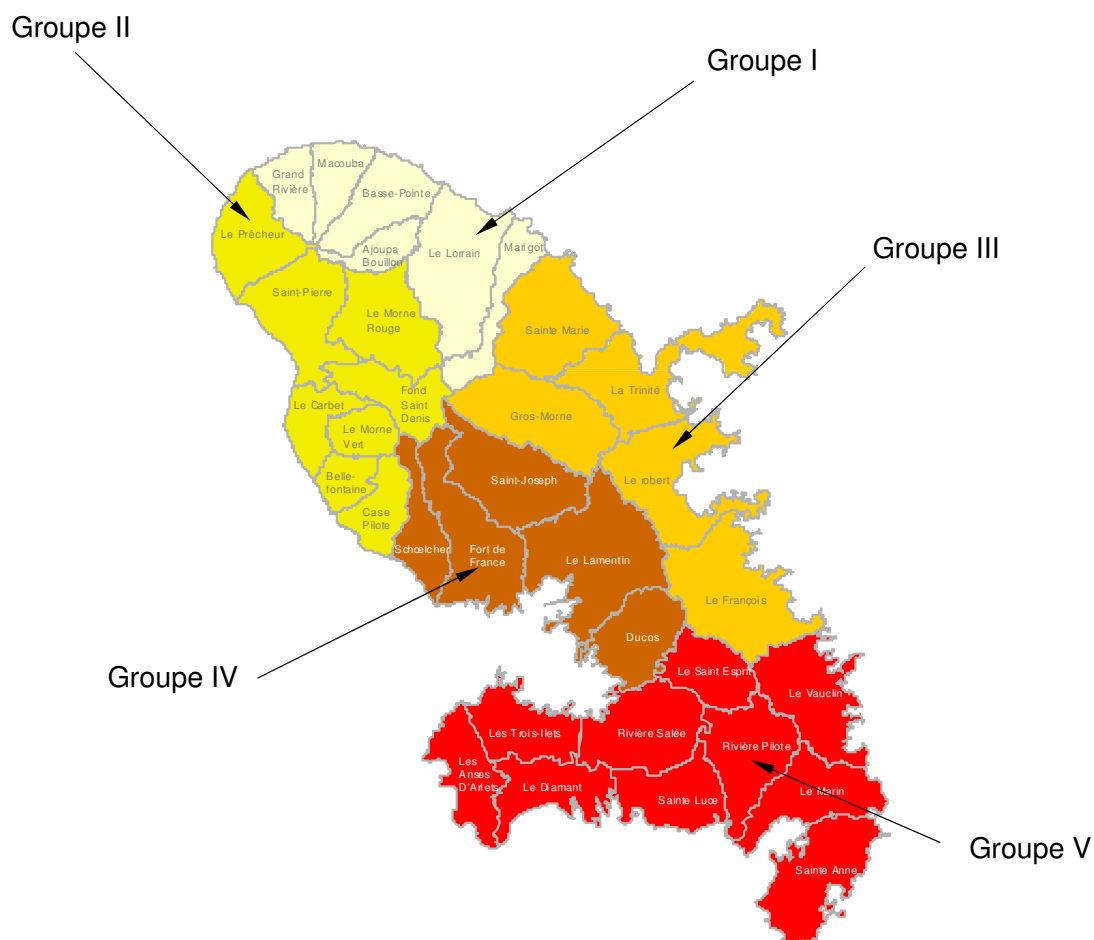 Groupe II
Groupe I
Macouba
Grand
Rivière
Basse-Pointe
Le Prêcheur
Ajoupa
Bouillon
Le Lorrain
Marigot
Groupe III
Saint-Pierre
Le Morne
Rouge
Sainte Marie
La Trinité
Fond
Saint
Denis
Le Carbet
Gros-Morne
Le Morne
Vert
Belle-
fontaine
Saint-Joseph
Le robert
Case
Pilote
Schœlcher
Fort de
France
Le Lamentin
Le François
Ducos
Groupe IV
Le Saint Esprit
Le Vauclin
Les Trois-Ilets
Rivière Salée
Rivière Pilote
Les
Anses
D'Arlets
Le Diamant
Sainte Luce
Le Marin
Groupe V
Sainte Anne